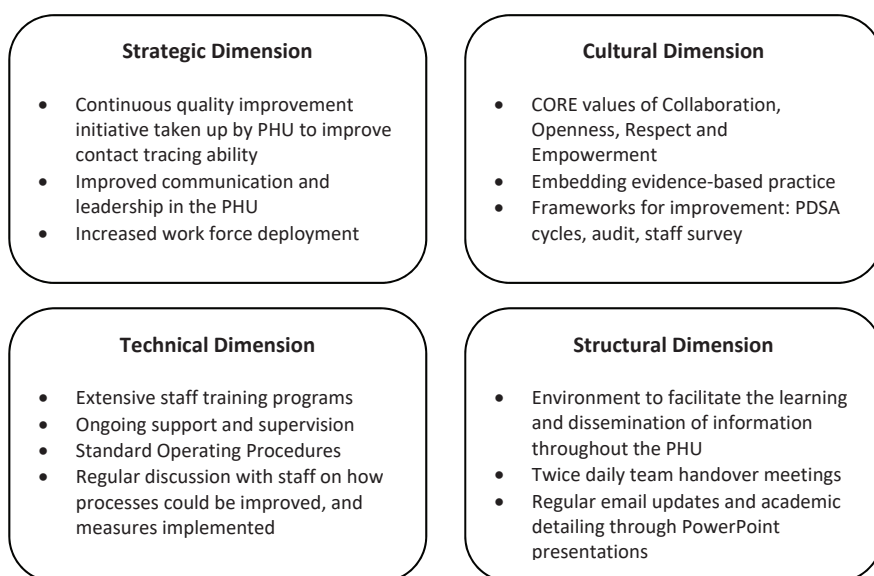 Strategic Dimension
• Continuous quality improvement
initiative taken up by PHU to improve
contact tracing ability
• Improved communication and
leadership in the PHU
• Increased work force deployment
Cultural Dimension
• CORE values of Collaboration,
Openness, Respect and
Empowerment
• Embedding evidence-based practice
• Frameworks for improvement: PDSA
cycles, audit, staff survey
Technical Dimension
• Extensive staff training programs
• Ongoing support and supervision
• Standard Operating Procedures
• Regular discussion with staff on how
processes could be improved, and
measures implemented
Structural Dimension
• Environment to facilitate the learning
and dissemination of information
throughout the PHU
• Twice daily team handover meetings
• Regular email updates and academic
detailing through PowerPoint
presentations